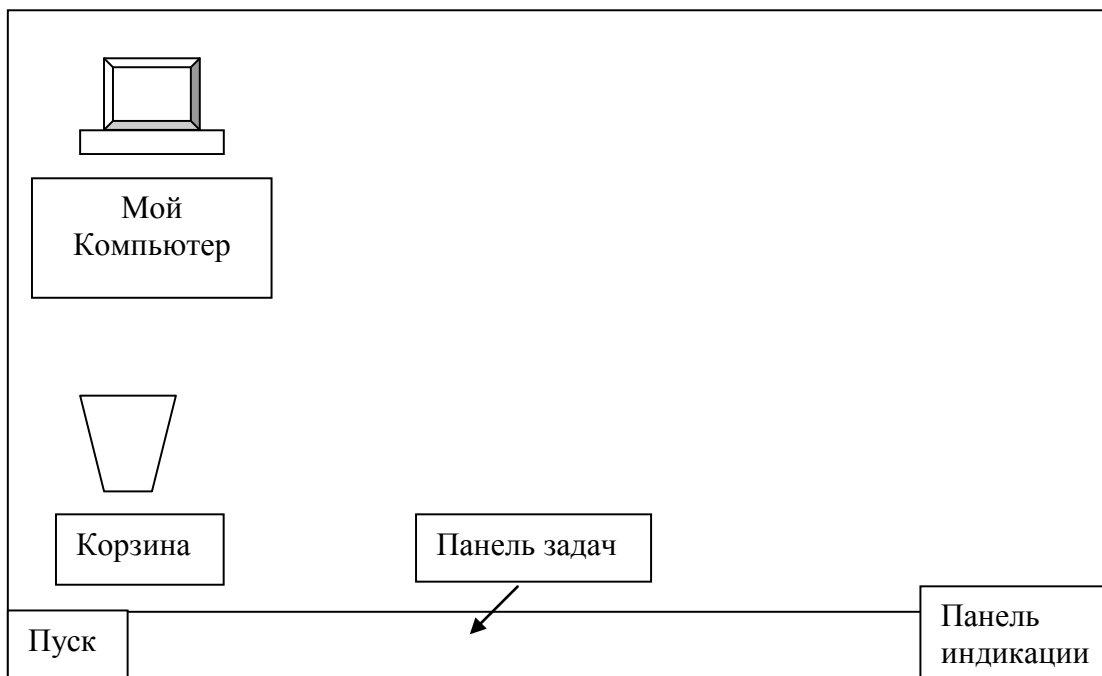 Мой
Компьютер
Корзина
Панель задач
Пуск
Панель
индикации